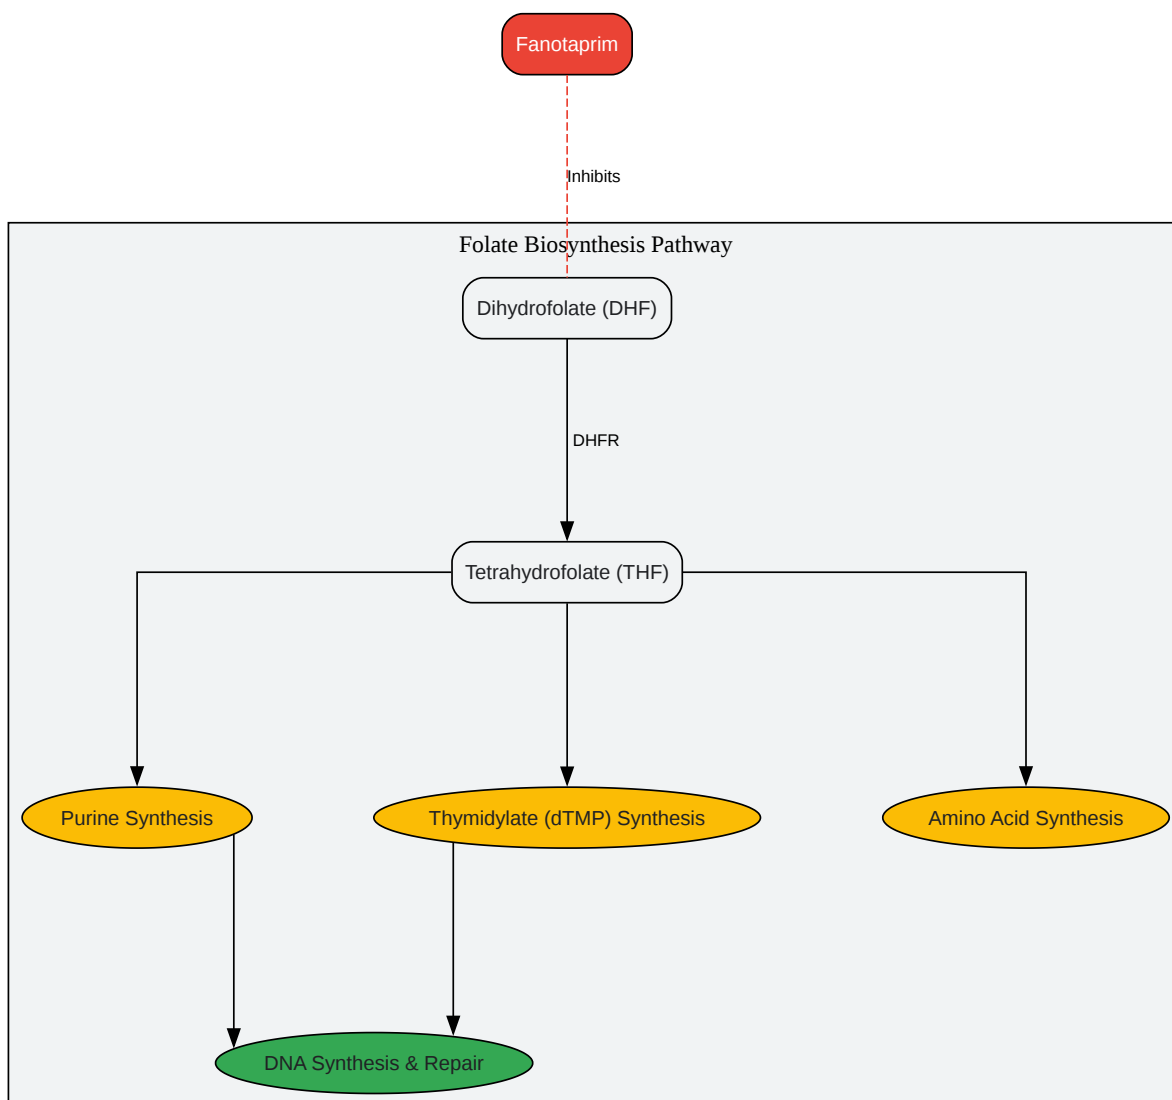 Fanotaprim
Inhibits
Folate Biosynthesis Pathway
Dihydrofolate (DHF)
DHFR
Tetrahydrofolate (THF)
Purine Synthesis
Thymidylate (dTMP) Synthesis
Amino Acid Synthesis
DNA Synthesis & Repair